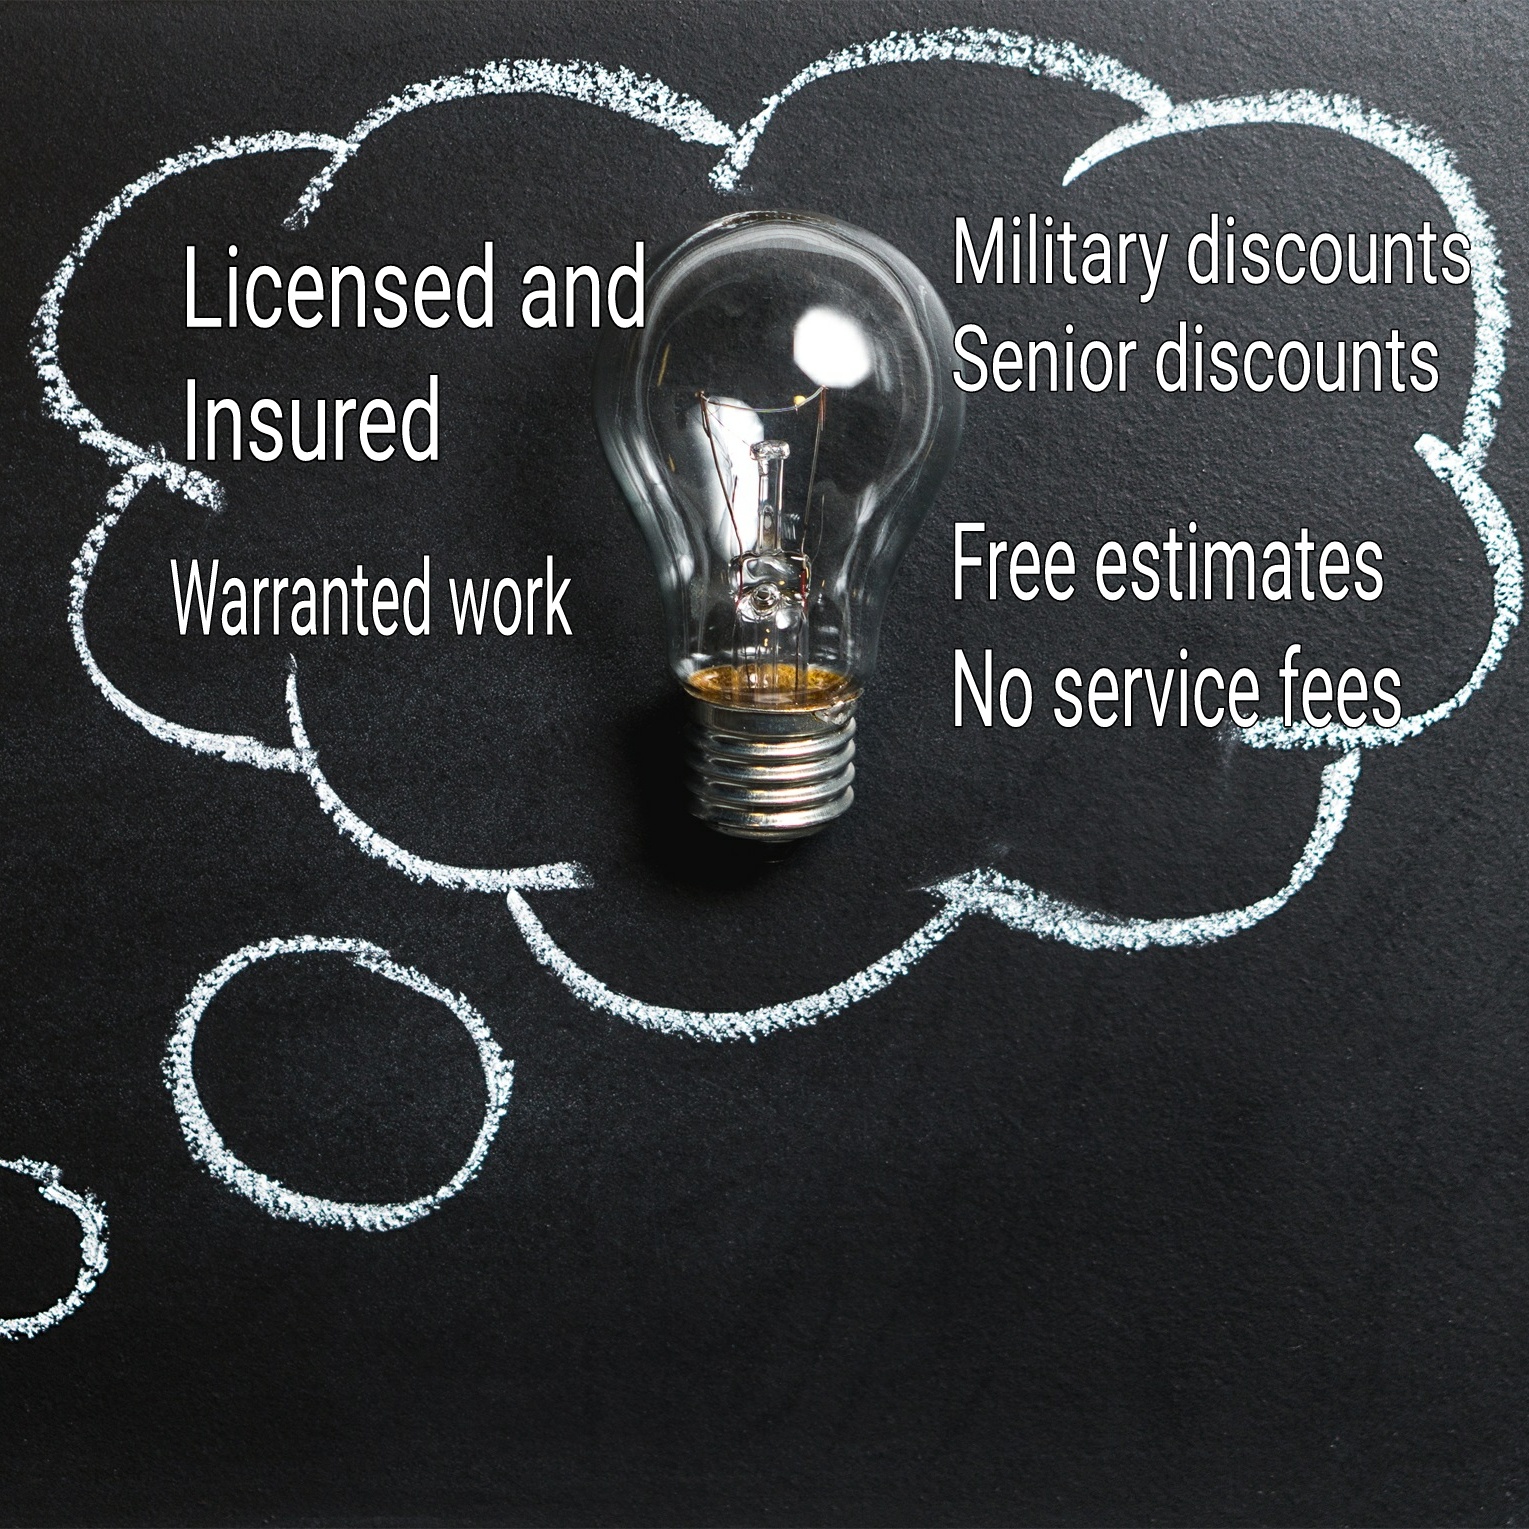 Licensed and
Insured
Warranted work
Military discounts
Senior discounts
Free estimates
No service fees